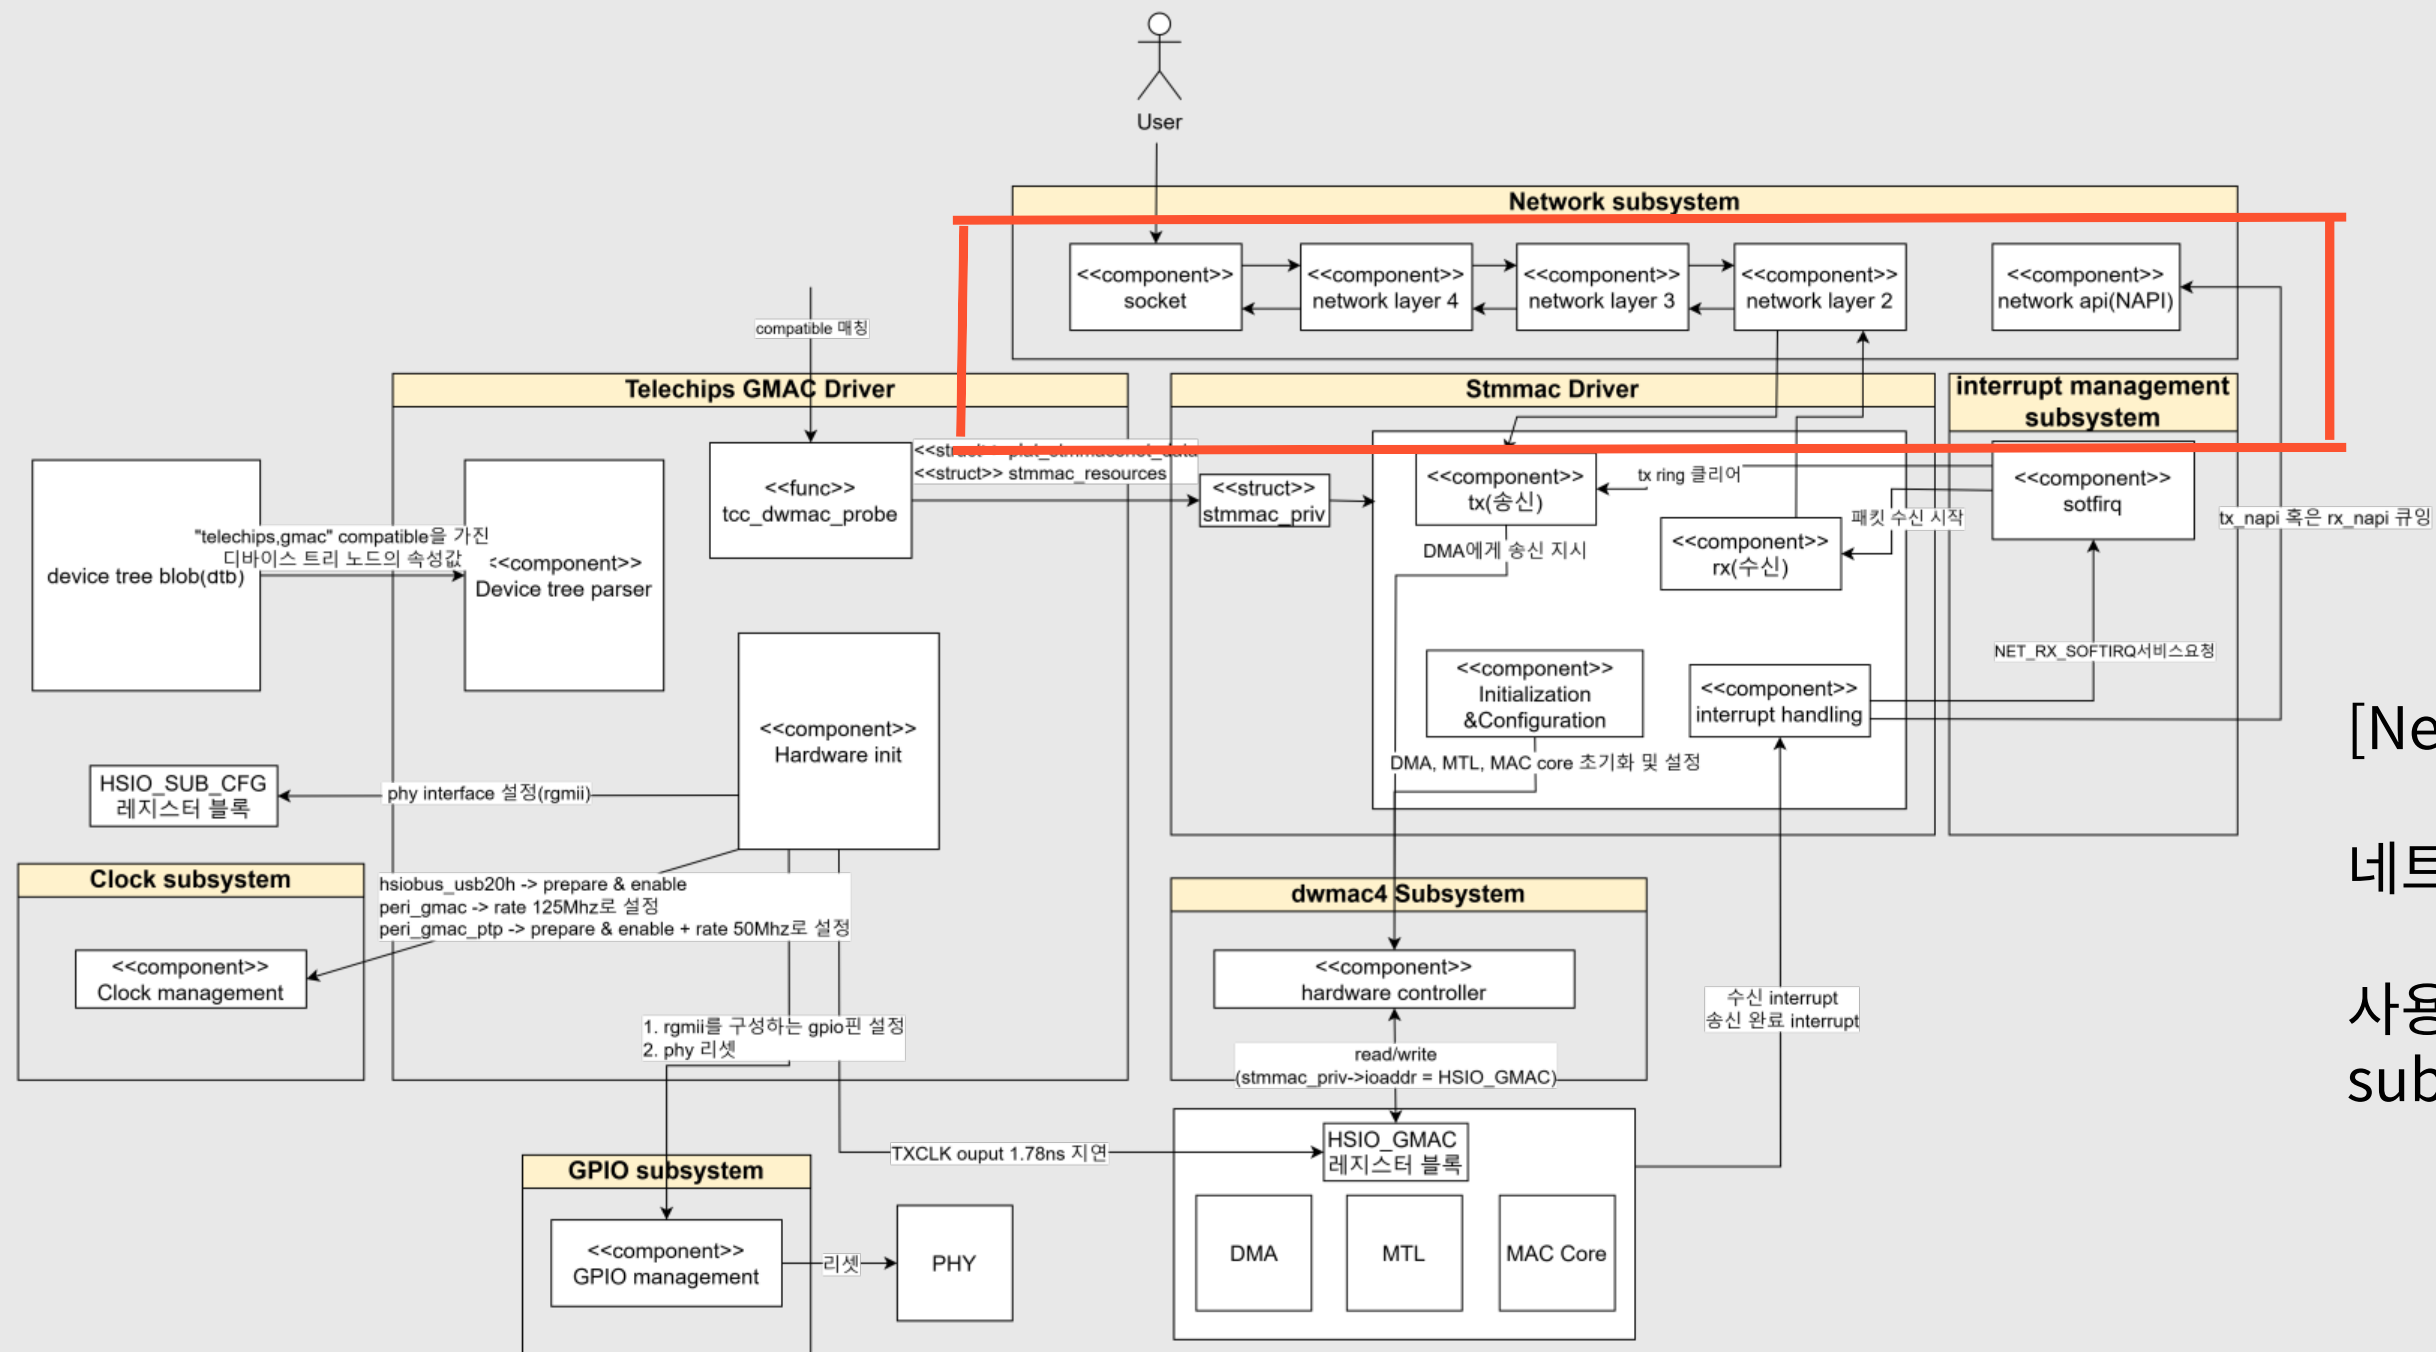 User
Network subsystem
<<component>>
socket
<<component>>
network layer 4
<<component>>
network layer 3
<<component>>
network layer 2
<<component>>
network api(NAPI)
compatible 매칭
Telechips GMAC Driver
Stmmac Driver
interrupt management
subsystem
<<func>>
tcc_dwmac_probe
<<struct>> stmmac_resources
<<struct>>
stmmac_priv
<<component>>
tx(송신)
tx ring 클리어
<<component>>
sotfirq
패킷 수신 시작
tx_napi 혹은 rx_napi 큐잉
<<component>>
rx(수신)
DMA에게 송신 지시
"telechips,gmac" compatible을 가진
디바이스 트리 노드의 속성값
device tree blob(dtb)
<<component>>
Device tree parser
NET_RX_SOFTIRQ서비스요청
<<component>>
Initialization
&Configuration
<<component>>
interrupt handling
DMA, MTL, MAC core 초기화 및 설정
<<component>>
Hardware init
HSIO_SUB_CFG
레지스터 블록
phy interface 설정(rgmii)
[Ne
네트
사용
sub
Clock subsystem
hsiobus_usb20h -> prepare & enable
peri_gmac -> rate 125Mhz로 설정
peri_gmac_ptp -> prepare & enable + rate 50Mhz로 설정
<<component>>
Clock management
dwmac4 Subsystem
<<component>>
hardware controller
수신 interrupt
송신 완료 interrupt
1. rgmii를 구성하는 gpio핀 설정
2. phy 리셋
read/write
(stmmac_priv->ioaddr = HSIO_GMAC)
TXCLK ouput 1.78ns 지연
HSIO_GMAC
레지스터 블록
GPIO subsystem
<<component>>
GPIO management
리셋
PHY
DMA
MTL
MAC Core